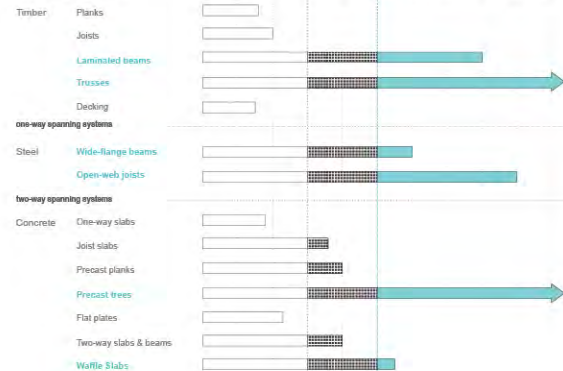 Timber Planks
Joists
Laminated beams
Trusses
Decking
one-way spanning systems
Steel Wide-flange beams
Open-web joists
two-way spanning systems
Concrete One-way slabs
Joist slabs
Precast planks
Precast trees
Flat plates
Two-way slabs & beams
Waffle Slabs